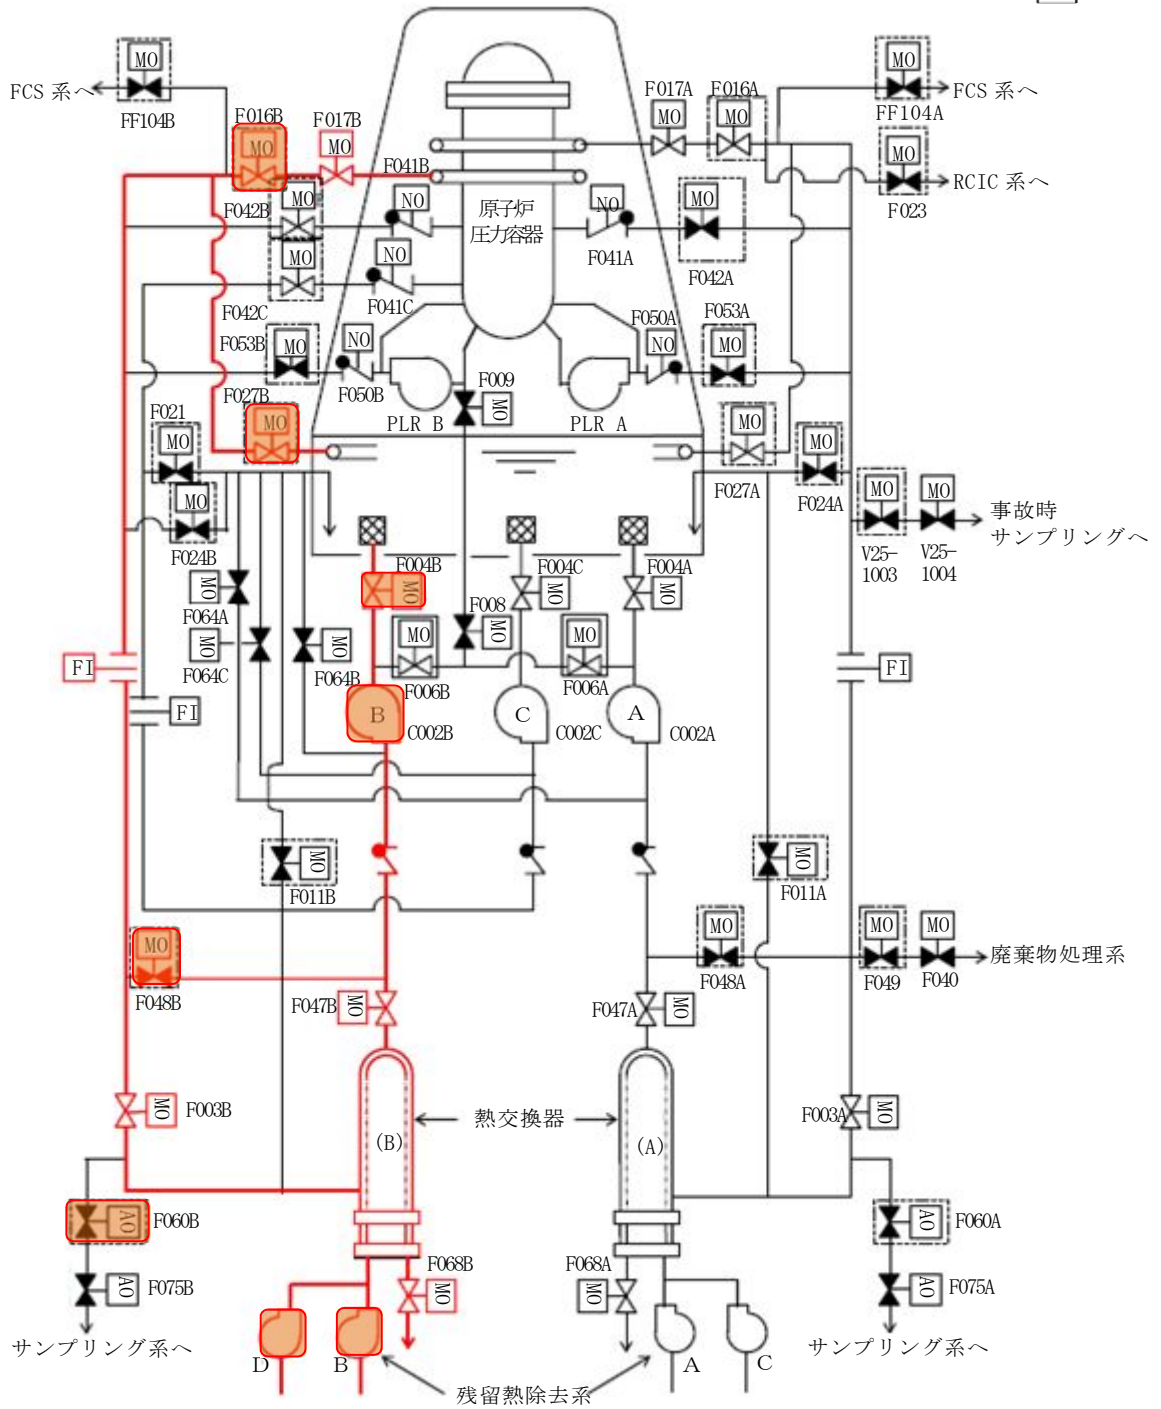 MO
FCS 系へ
FF104B
F016B
MO
F017B
MO
F041B
F017A
MO
F016A
MO
MO
FCS 系へ
FF104A
MO
RCIC 系へ
F023
F042B
MO
NO
原子炉
圧力容器
NO
F041A
MO
F042A
MO
F042C
NO
F041C
F053B
MO
NO
F050B
F050A
NO
F053A
MO
PLR B
F009
MO
PLR A
F027B
MO
F021
MO
MO
F024B
MO
F027A
MO
F024A
MO
V25-
1003
MO
V25-
1004
事故時
サンプリングへ
F004B
MO
F004C
MO
F004A
MO
MO
F064A
MO
F064C
MO
F064B
F008
MO
MO
F006B
MO
F006A
FI
FI
FI
B
C002B
C
C002C
A
C002A
MO
F011B
MO
F011A
MO
F048B
MO
F048A
MO
F049
MO
F040
廃棄物処理系
F047B
MO
F047A
MO
MO
F003B
F003A
MO
熱交換器
(B)
(A)
AO
F060B
AO
F060A
AO
F075B
AO
F075A
F068B
MO
F068A
MO
サンプリング系へ
サンプリング系へ
D
B
A
C
残留熱除去系